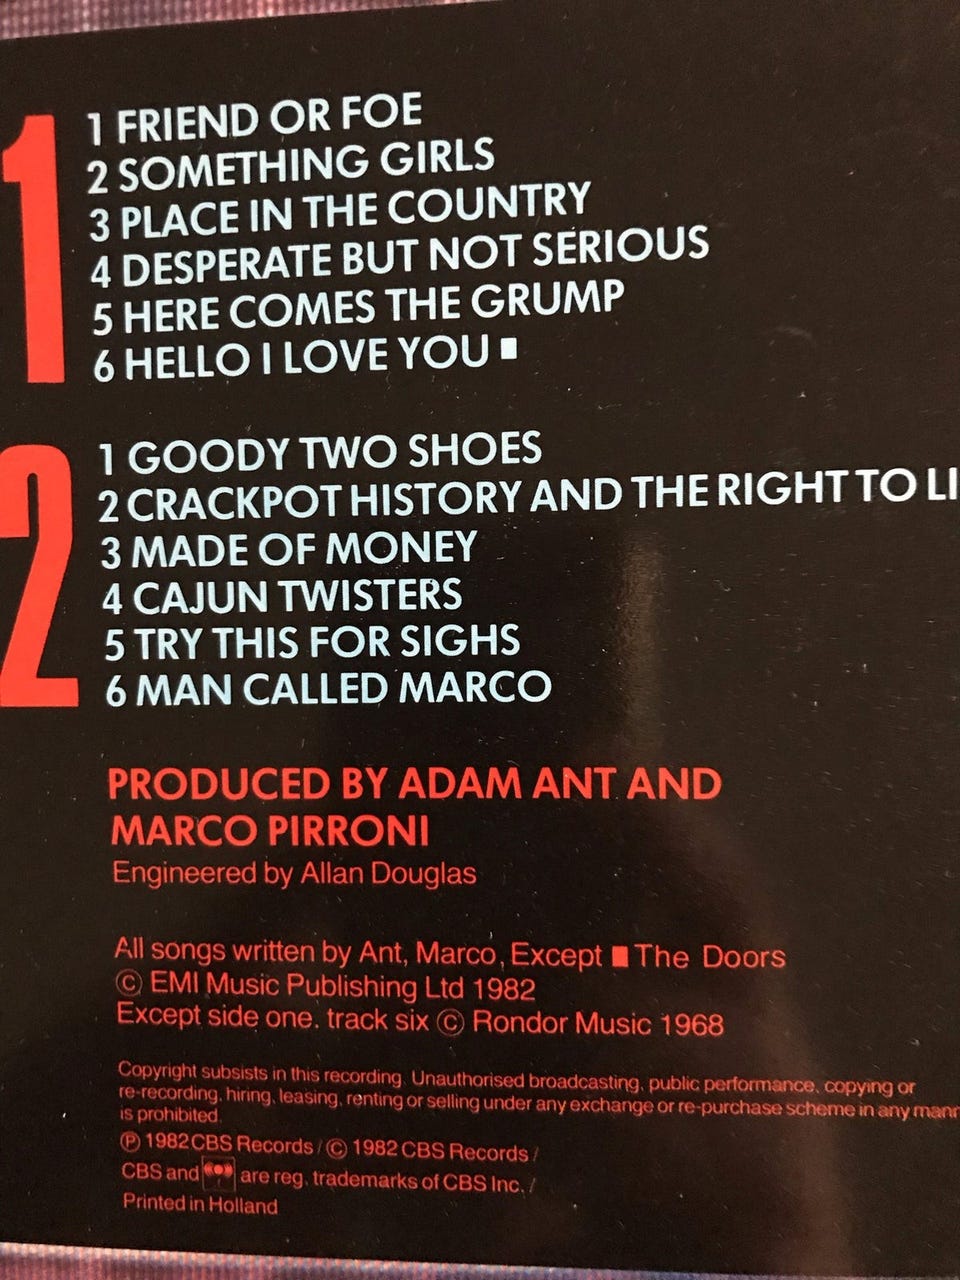 1
1 FRIEND OR FOE
2 SOMETHING GIRLS
3 PLACE IN THE COUNTRY
4 DESPERATE BUT NOT SERIOUS
5 HERE COMES THE GRUMP
6 HELLO I LOVE YOU ■
2
1 GOODY TWO SHOES
2 CRACKPOT HISTORY AND THE RIGHT TO LI
3 MADE OF MONEY
4 CAJUN TWISTERS
5 TRY THIS FOR SIGHS
6 MAN CALLED MARCO
PRODUCED BY ADAM ANT AND
MARCO PIRRONI
Engineered by Allan Douglas
All songs written by Ant, Marco, Except ■ The Doors
© EMI Music Publishing Ltd 1982
Except side one. track six © Rondor Music 1968
Copyright subsists in this recording. Unauthorised broadcasting, public performance, copying or
re-recording, hiring, leasing, renting or selling under any exchange or re-purchase scheme in any mann
is prohibited.
℗ 1982 CBS Records / © 1982 CBS Records /
CBS and are reg. trademarks of CBS Inc. /
Printed in Holland